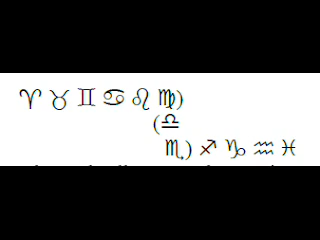 ♈ ♉ ♊ ♋ ♌ ♍)
(♎
♏) ♐ ♑ ♒ ♓